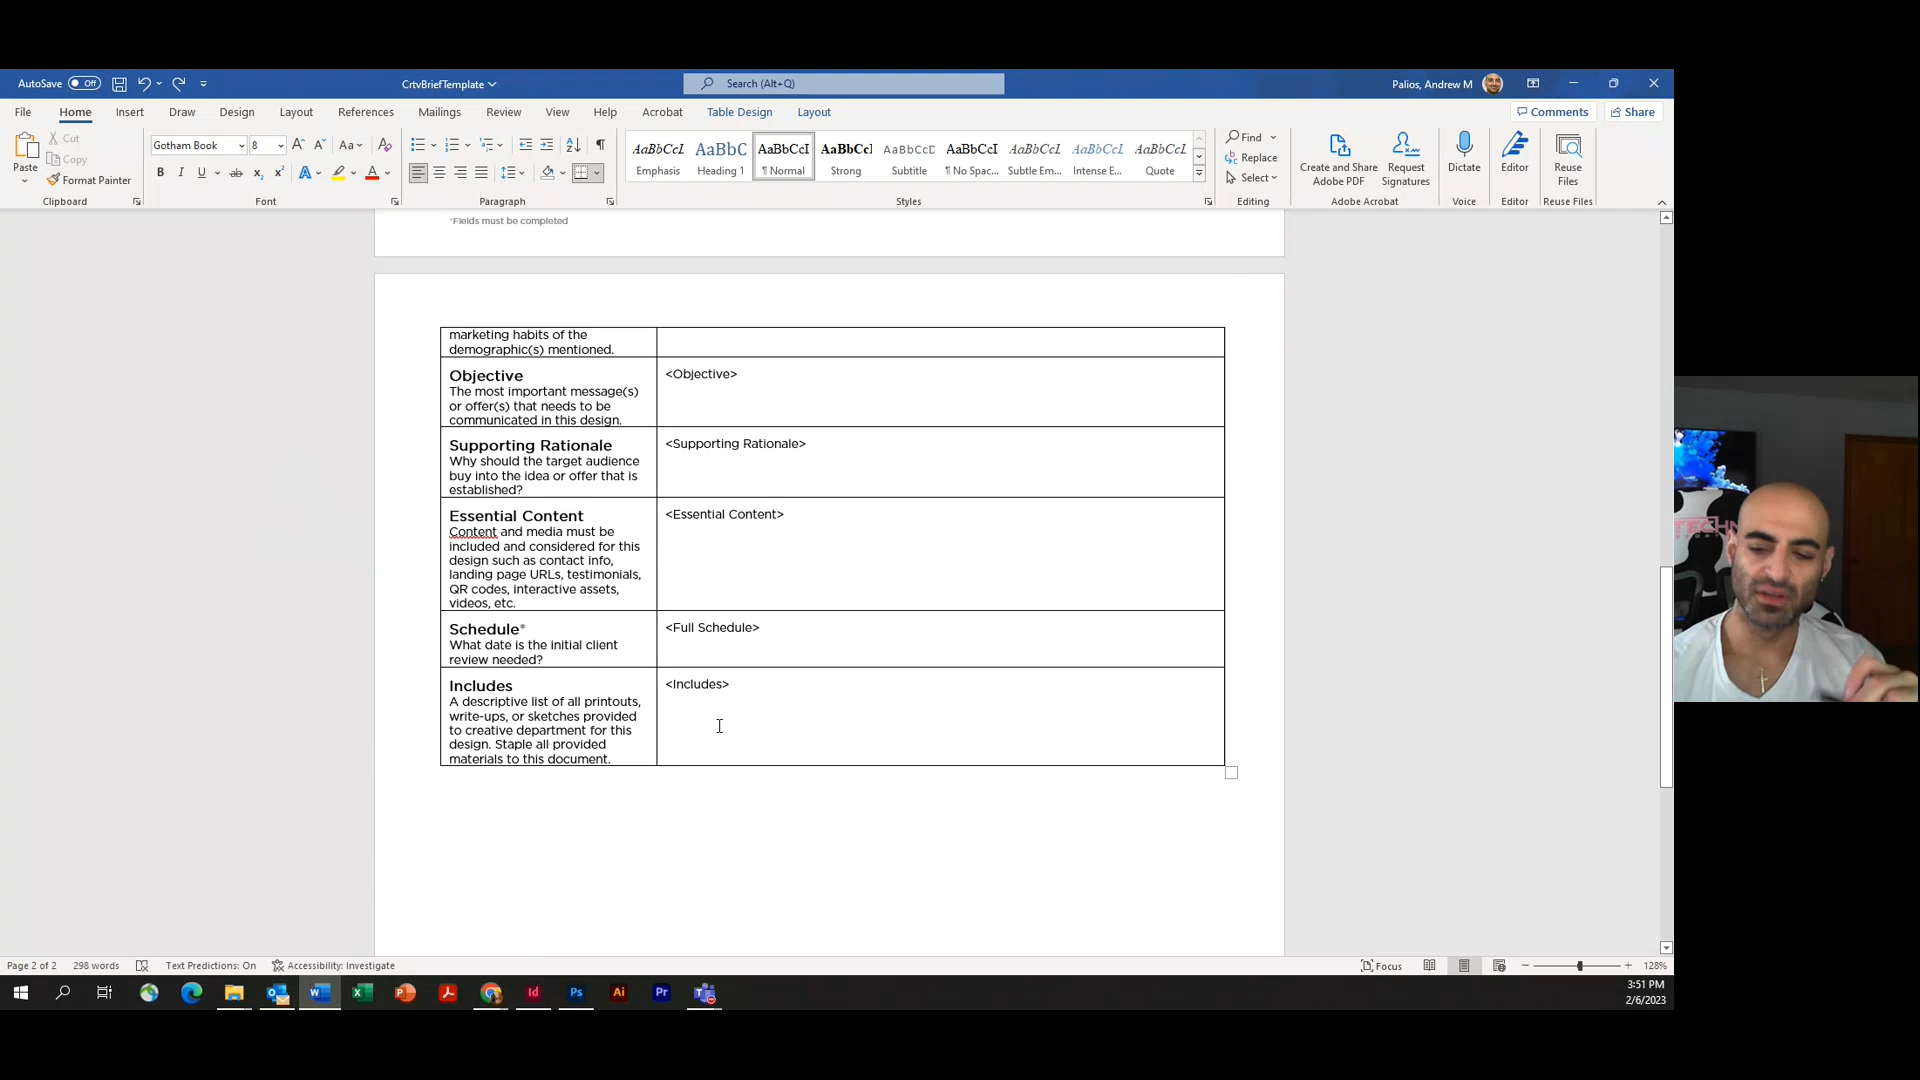 AutoSave Off
CrtvBriefTemplate
Search (Alt+Q)
Palios, Andrew M
File Home Insert Draw Design Layout References Mailings Review View Help Acrobat Table Design Layout
Comments Share
Paste
Cut
Copy
Format Painter
Clipboard
Gotham Book 8
Font
Paragraph
AaBbCcL AaBbC AaBbCcI AaBbCc AaBbCcD AaBbCcI AaBbCcL AaBbCcL AaBbCcL
Emphasis Heading 1 ¶ Normal Strong Subtitle ¶ No Spac... Subtle Em... Intense E... Quote
Styles
Find
Replace
Select
Editing
Create and Share
Adobe PDF
Request
Signatures
Adobe Acrobat
Dictate
Voice
Editor
Editor
Reuse
Files
Reuse Files
*Fields must be completed
marketing habits of the
demographic(s) mentioned.
Objective
The most important message(s)
or offer(s) that needs to be
communicated in this design.
<Objective>
Supporting Rationale
Why should the target audience
buy into the idea or offer that is
established?
<Supporting Rationale>
Essential Content
Content and media must be
included and considered for this
design such as contact info,
landing page URLs, testimonials,
QR codes, interactive assets,
videos, etc.
<Essential Content>
Schedule*
What date is the initial client
review needed?
<Full Schedule>
Includes
A descriptive list of all printouts,
write-ups, or sketches provided
to creative department for this
design. Staple all provided
materials to this document.
<Includes>
TECHN
Page 2 of 2 298 words Text Predictions: On Accessibility: Investigate
Focus
128%
3:51 PM
2/6/2023